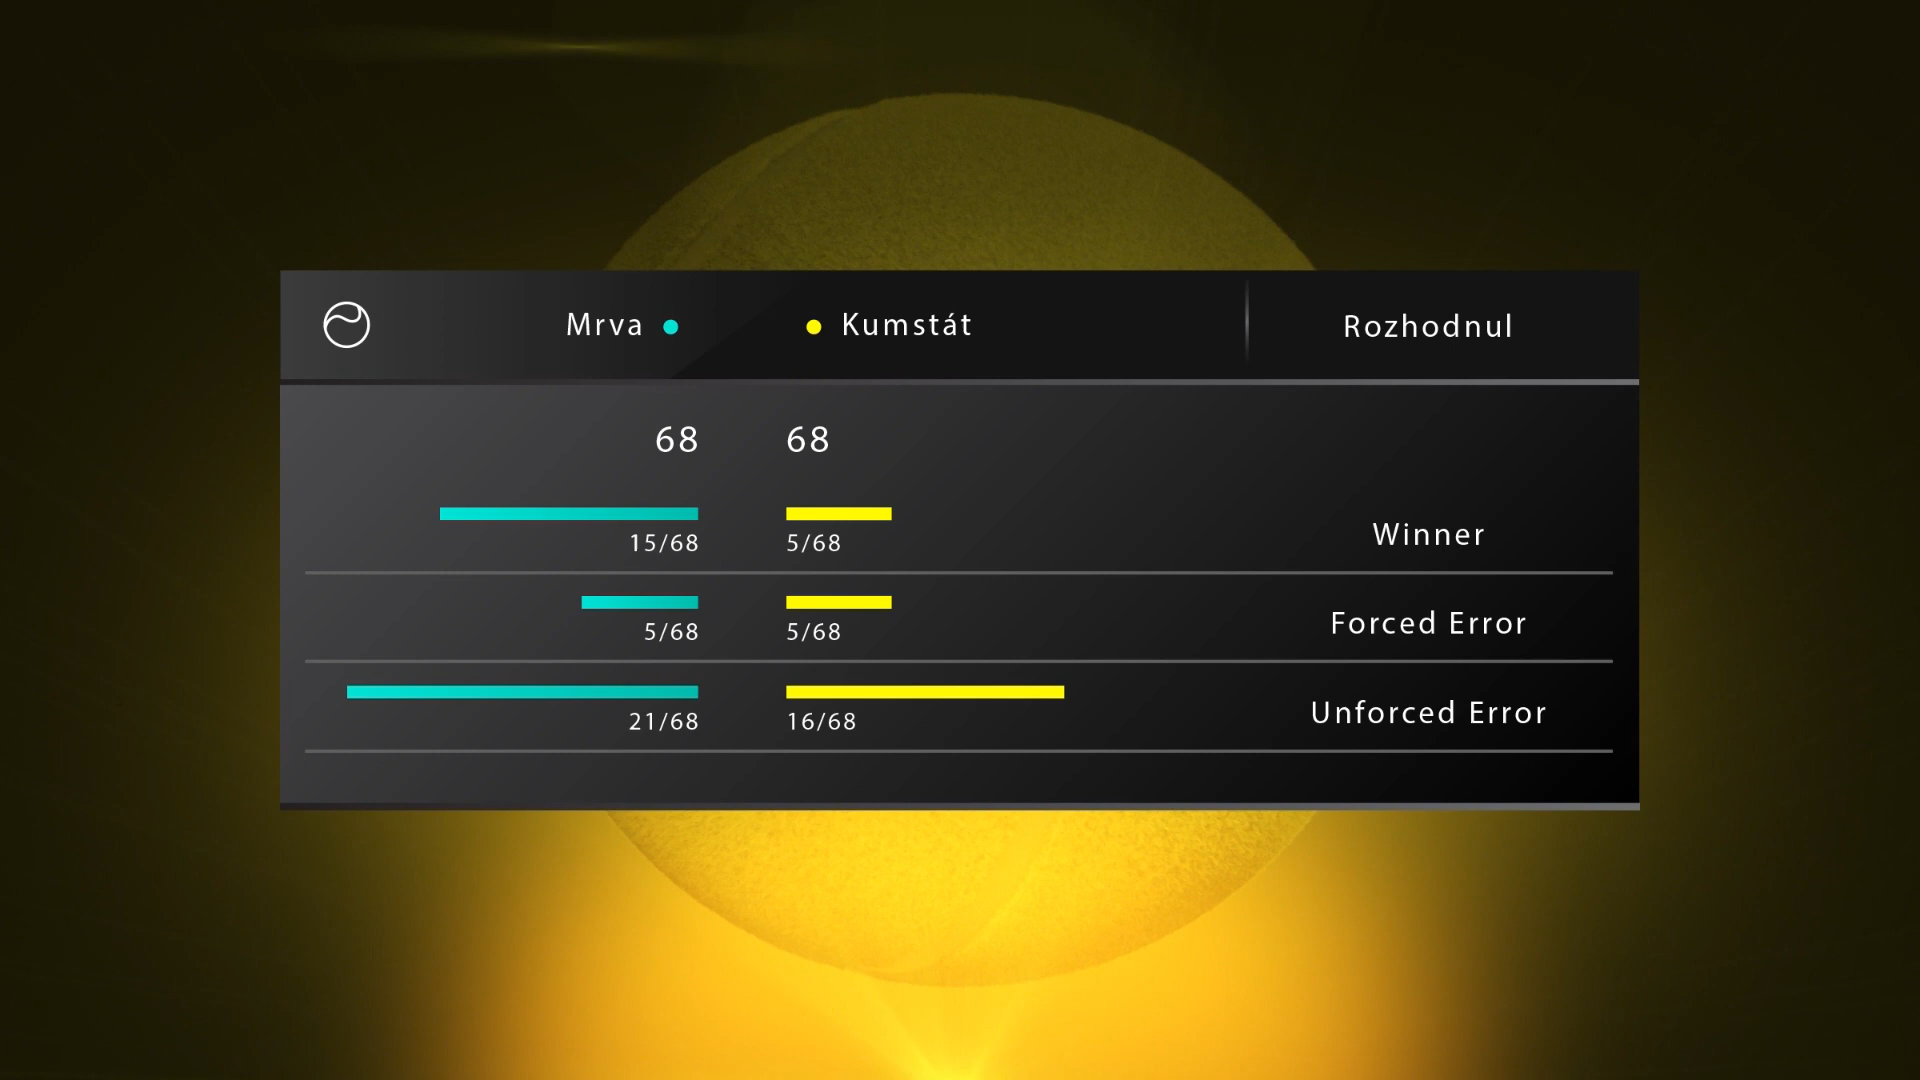 Mrva Kumstát Rozhodnul
68 68
15/68 5/68 Winner
5/68 5/68 Forced Error
21/68 16/68 Unforced Error